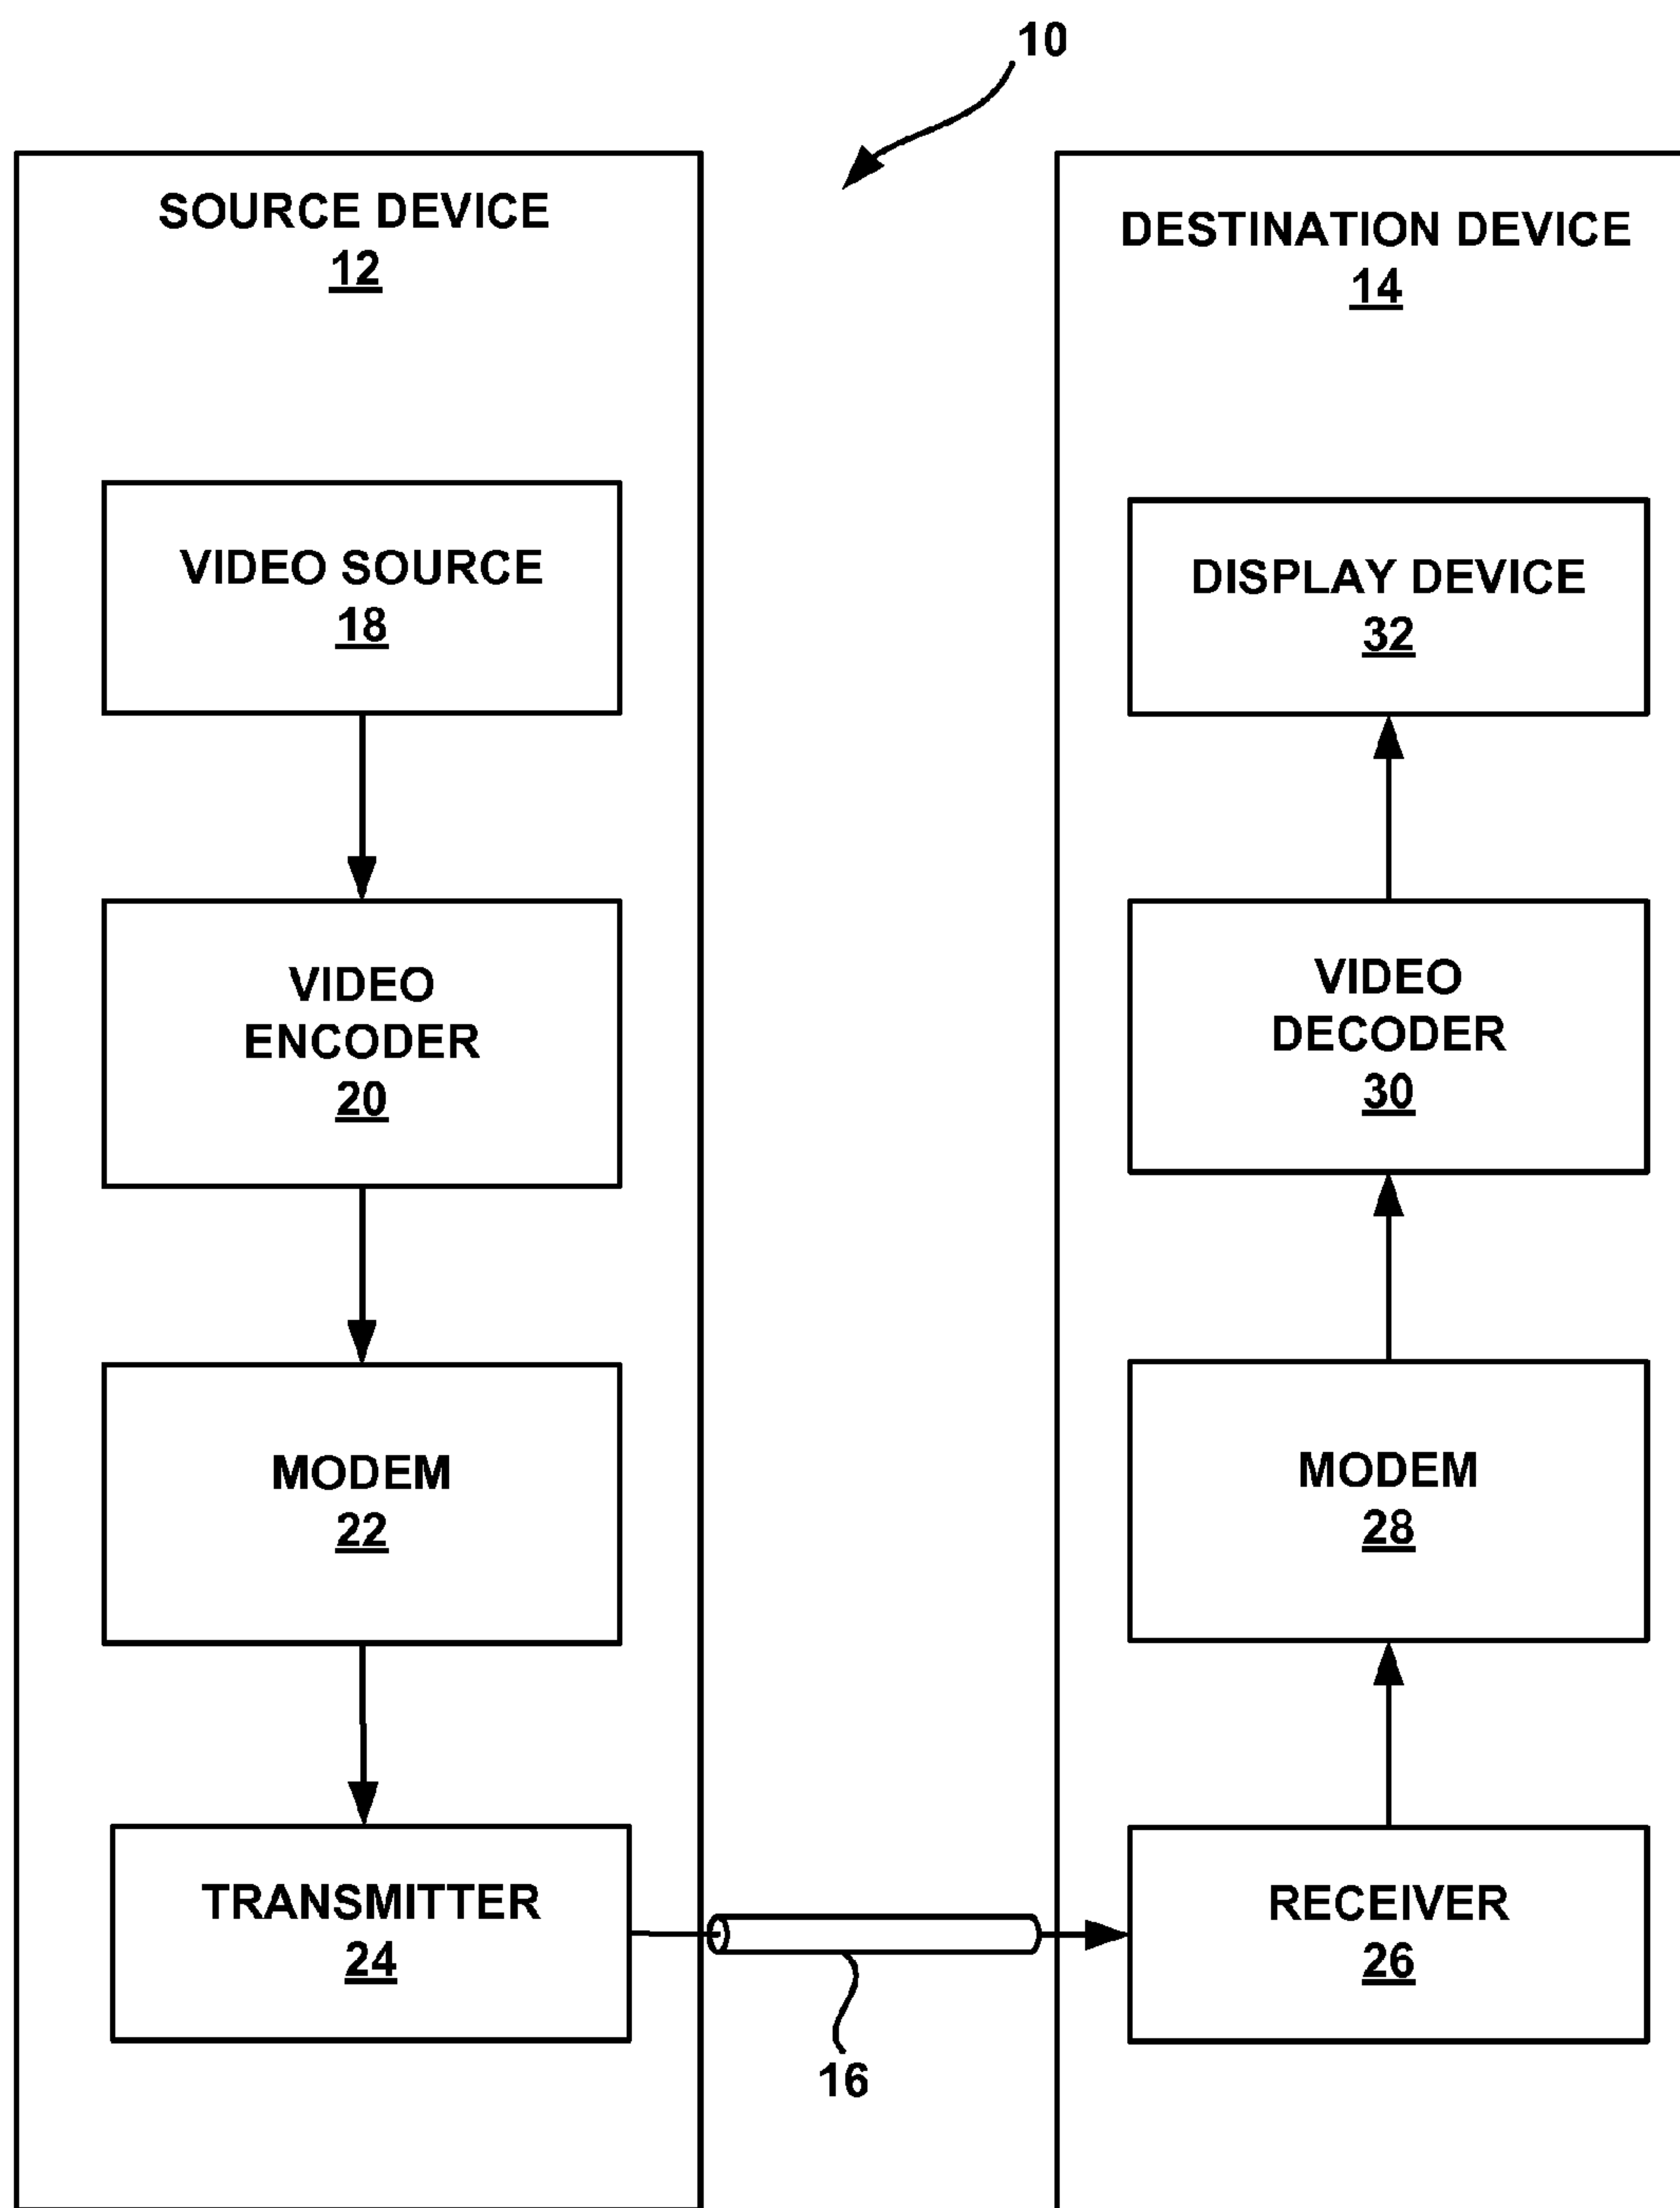 10
SOURCE DEVICE
12
VIDEO SOURCE
18
VIDEO
ENCODER
20
MODEM
22
TRANSMITTER
24
16
DESTINATION DEVICE
14
DISPLAY DEVICE
32
VIDEO
DECODER
30
MODEM
28
RECEIVER
26